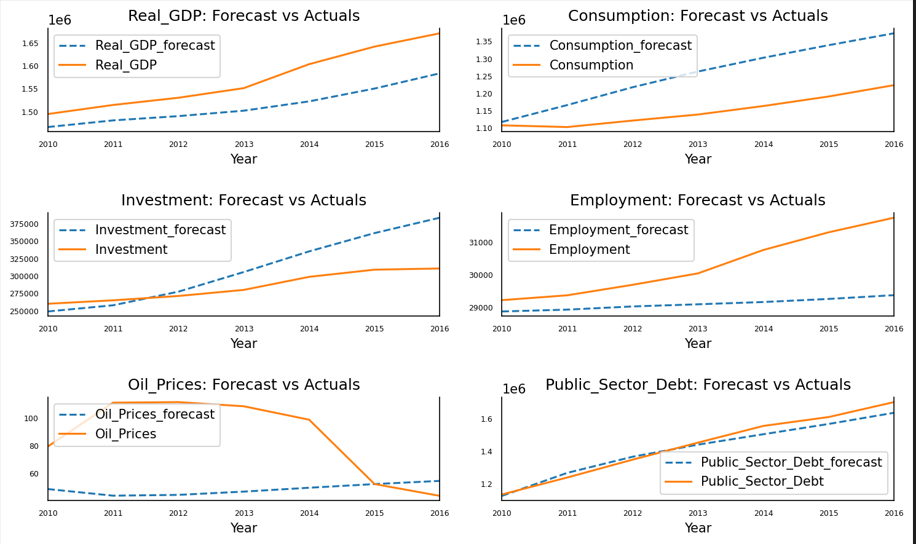 Real_GDP: Forecast vs Actuals
1e6
1.65
1.60
1.55
1.50
Real_GDP_forecast
Real_GDP
2010 2011 2012 2013 2014 2015 2016
Year
Consumption: Forecast vs Actuals
1e6
1.35
1.30
1.25
1.20
1.15
1.10
Consumption_forecast
Consumption
2010 2011 2012 2013 2014 2015 2016
Year
Investment: Forecast vs Actuals
375000
350000
325000
300000
275000
250000
Investment_forecast
Investment
2010 2011 2012 2013 2014 2015 2016
Year
Employment: Forecast vs Actuals
31000
30000
29000
Employment_forecast
Employment
2010 2011 2012 2013 2014 2015 2016
Year
Oil_Prices: Forecast vs Actuals
100
80
60
Oil_Prices_forecast
Oil_Prices
2010 2011 2012 2013 2014 2015 2016
Year
Public_Sector_Debt: Forecast vs Actuals
1e6
1.6
1.4
1.2
Public_Sector_Debt_forecast
Public_Sector_Debt
2010 2011 2012 2013 2014 2015 2016
Year